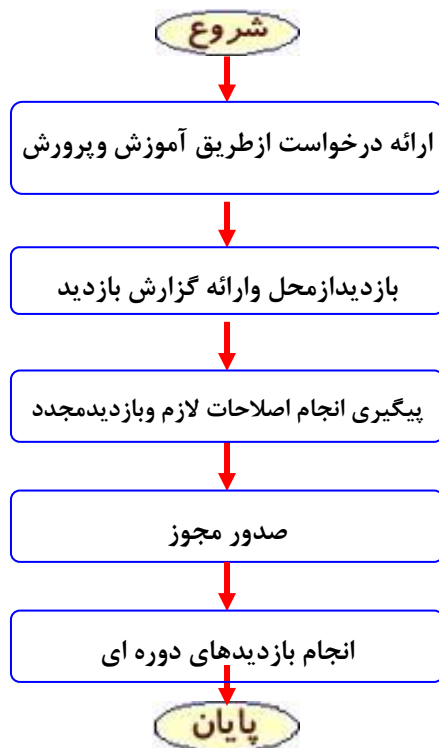 شروع
ارائه درخواست ازطریق آموزش وپرورش
بازدیدازمحل وارائه گزارش بازدید
پیگیری انجام اصلاحات لازم وبازدیدمجدد
صدور مجوز
انجام بازدیدهای دوره ای
پایان